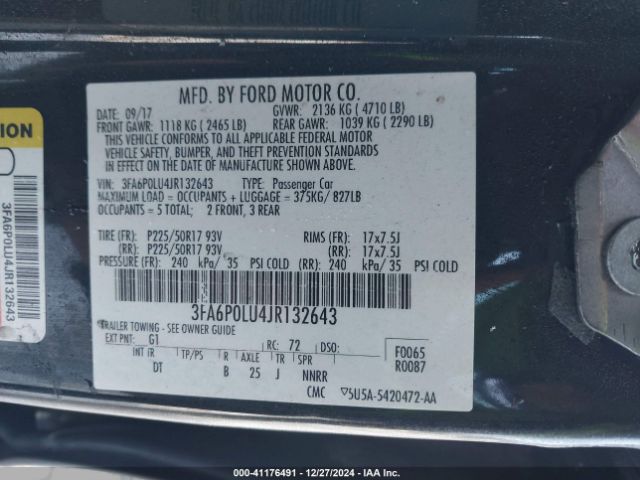 MFD. BY FORD MOTOR CO.
DATE: 09/17 GVWR: 2136 KG ( 4710 LB)
FRONT GAWR: 1118 KG ( 2465 LB) REAR GAWR: 1039 KG ( 2290 LB)
THIS VEHICLE CONFORMS TO ALL APPLICABLE FEDERAL MOTOR
VEHICLE SAFETY, BUMPER, AND THEFT PREVENTION STANDARDS
IN EFFECT ON THE DATE OF MANUFACTURE SHOWN ABOVE.
VIN: 3FA6P0LU4JR132643 TYPE: Passenger Car
MAXIMUM LOAD = OCCUPANTS + LUGGAGE = 375KG/ 827LB
OCCUPANTS = 5 TOTAL; 2 FRONT, 3 REAR
TIRE (FR): P225/50R17 93V RIMS (FR): 17x7.5J
(RR): P225/50R17 93V (RR): 17x7.5J
PRESSURE (FR): 240 kPa/ 35 PSI COLD (RR): 240 kPa/ 35 PSI COLD
3FA6P0LU4JR132643
TRAILER TOWING - SEE OWNER GUIDE
EXT PNT: G1 RC: 72 DSO: F0065
INT TR TP/PS R AXLE TR SPR R0087
DT B 25 J NNRR
CMC ▽5U5A-5420472-AA
3FA6P0LU4JR132643
000-41176491 - 12/27/2024 - IAA Inc.